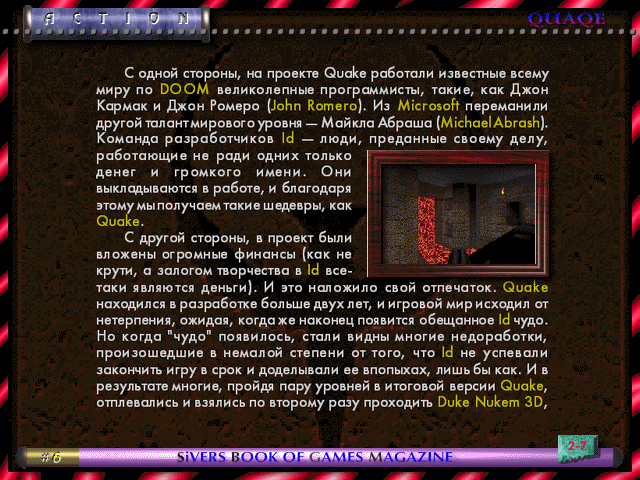 ACTION
QUAQE
С одной стороны, на проекте Quake работали известные всему
миру по DOOM великолепные программисты, такие, как Джон
Кармак и Джон Ромеро (John Romero). Из Microsoft переманили
другой талант мирового уровня — Майкла Абраша (Michael Abrash).
Команда разработчиков Id — люди, преданные своему делу,
работающие не ради одних только
денег и громкого имени. Они
выкладываются в работе, и благодаря
этому мы получаем такие шедевры, как
Quake.
С другой стороны, в проект были
вложены огромные финансы (как не
крути, а залогом творчества в Id все-
таки являются деньги). И это наложило свой отпечаток. Quake
находился в разработке больше двух лет, и игровой мир исходил от
нетерпения, ожидая, когда же наконец появится обещанное Id чудо.
Но когда "чудо" появилось, стали видны многие недоработки,
произошедшие в немалой степени от того, что Id не успевали
закончить игру в срок и доделывали ее впопыхах, лишь бы как. И в
результате многие, пройдя пару уровней в итоговой версии Quake,
отплевались и взялись по второму разу проходить Duke Nukem 3D,
2-7
#6
SiVERS BOOK OF GAMES MAGAZINE